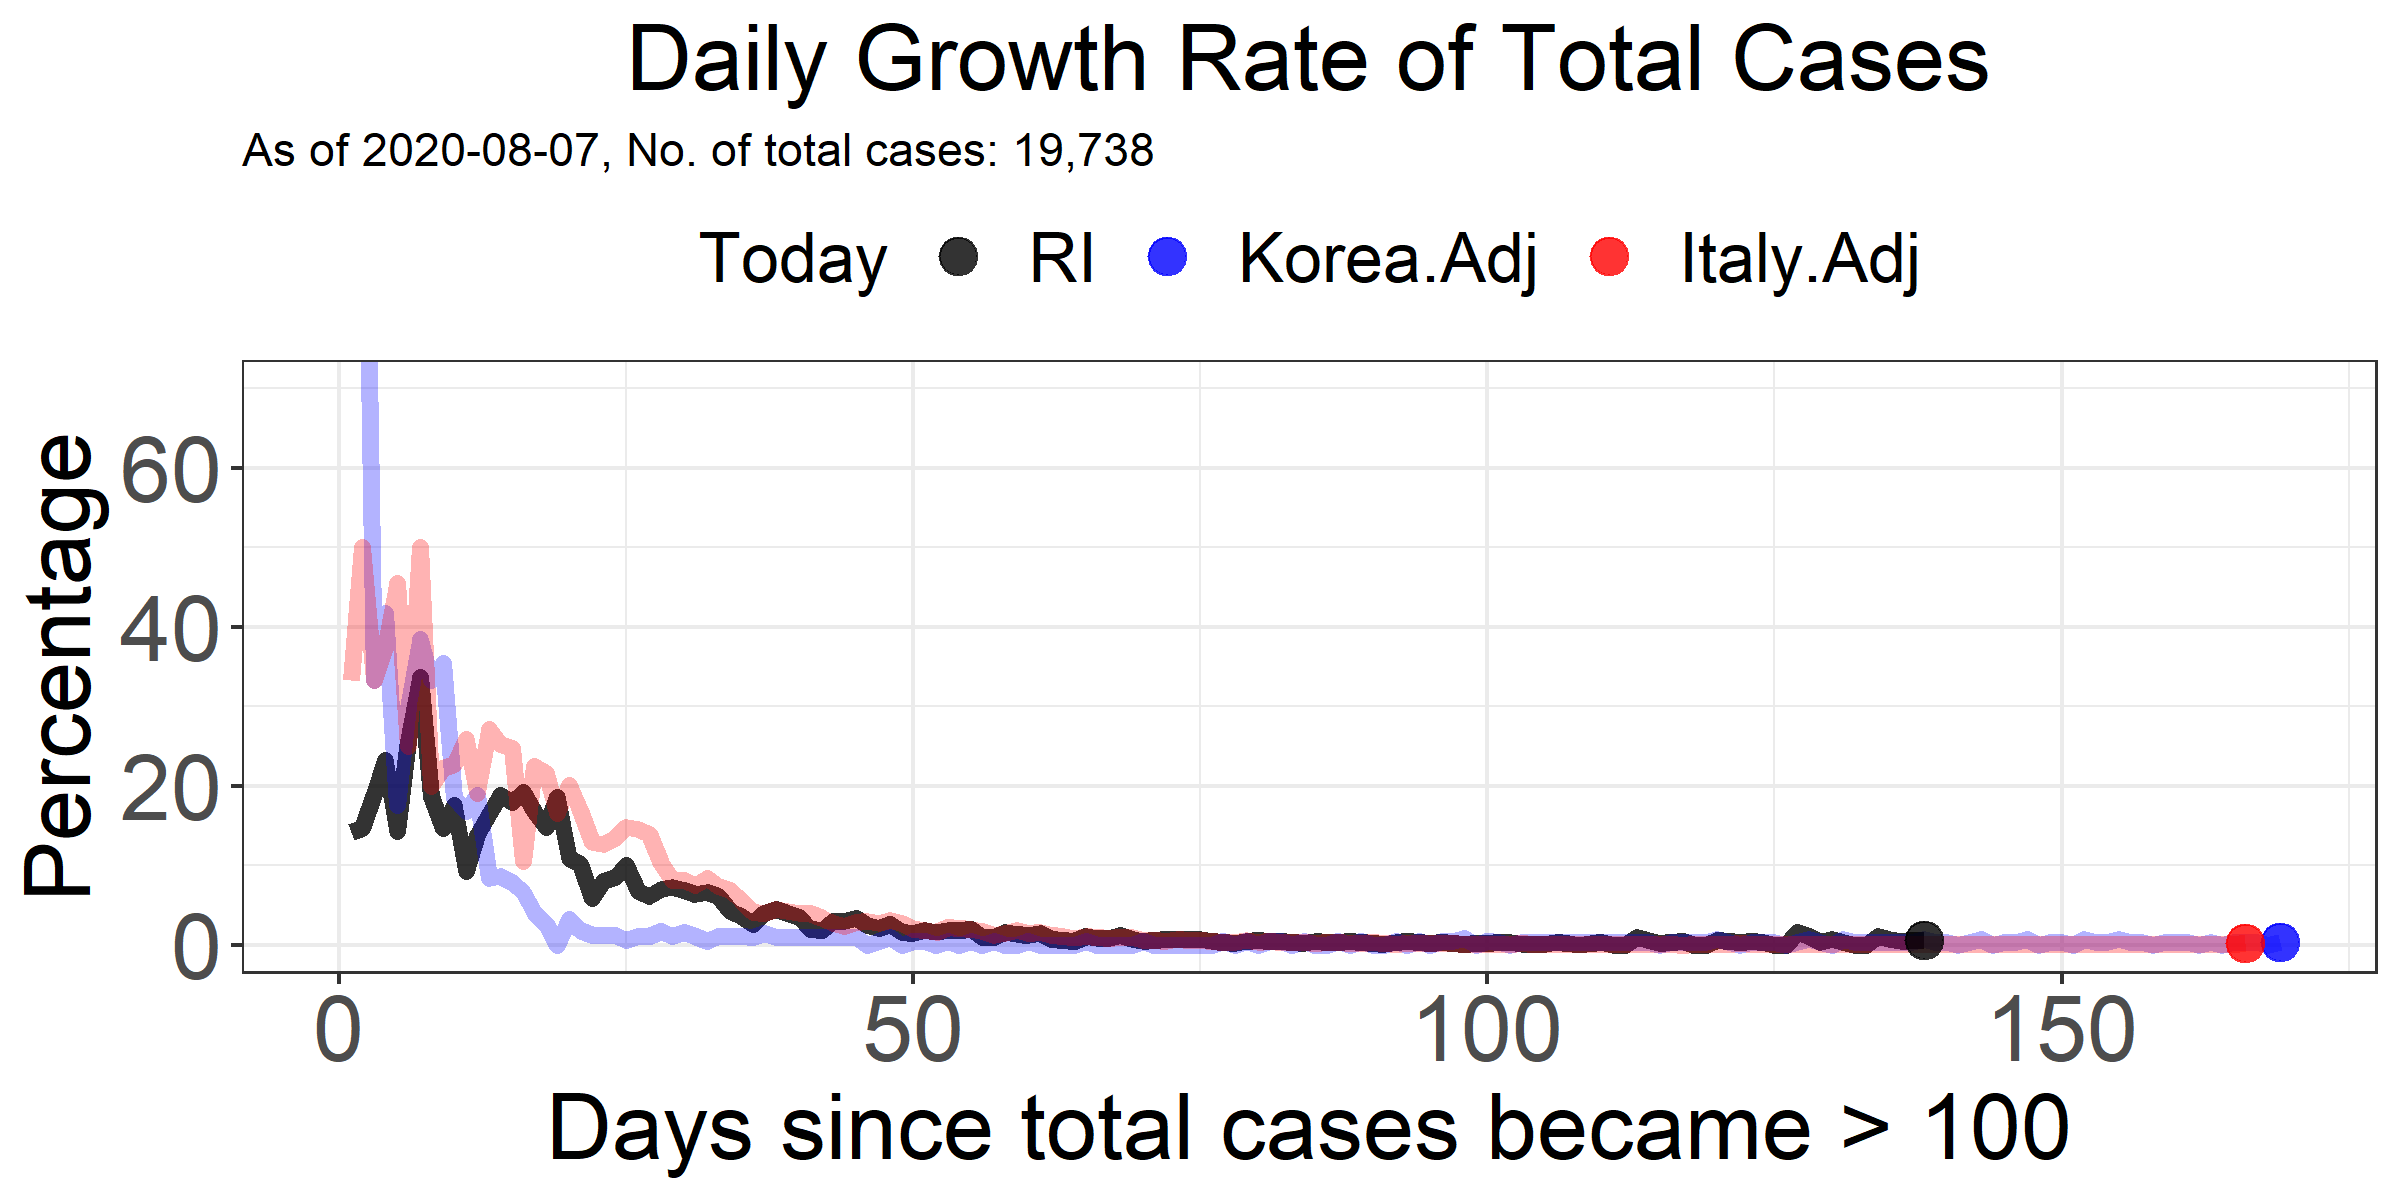 Daily Growth Rate of Total Cases
As of 2020-08-07, No. of total cases: 19,738
Today RI Korea.Adj Italy.Adj
Percentage
60
40
20
0
0 50 100 150
Days since total cases became > 100